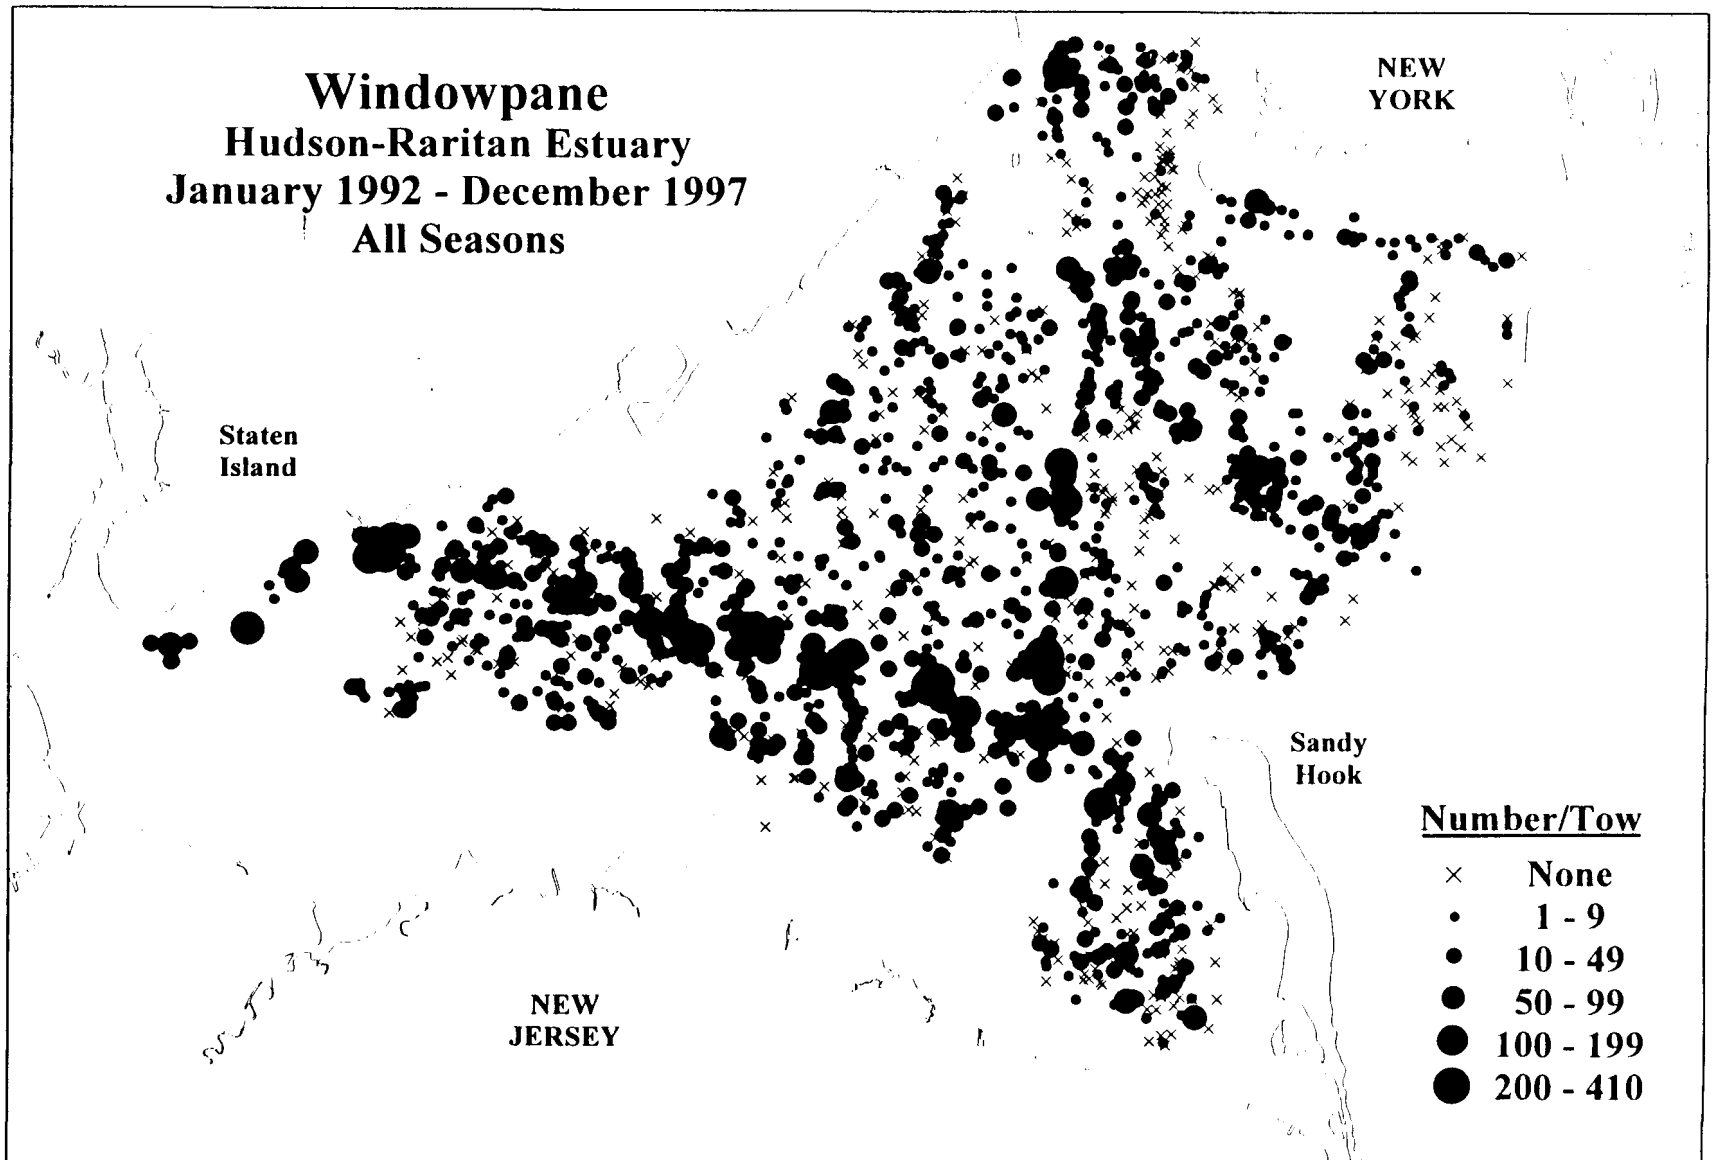 Windowpane
Hudson-Raritan Estuary
January 1992 - December 1997
All Seasons
NEW
YORK
Staten
Island
Sandy
Hook
NEW
JERSEY
Number/Tow
× None
1 - 9
10 - 49
50 - 99
100 - 199
200 - 410